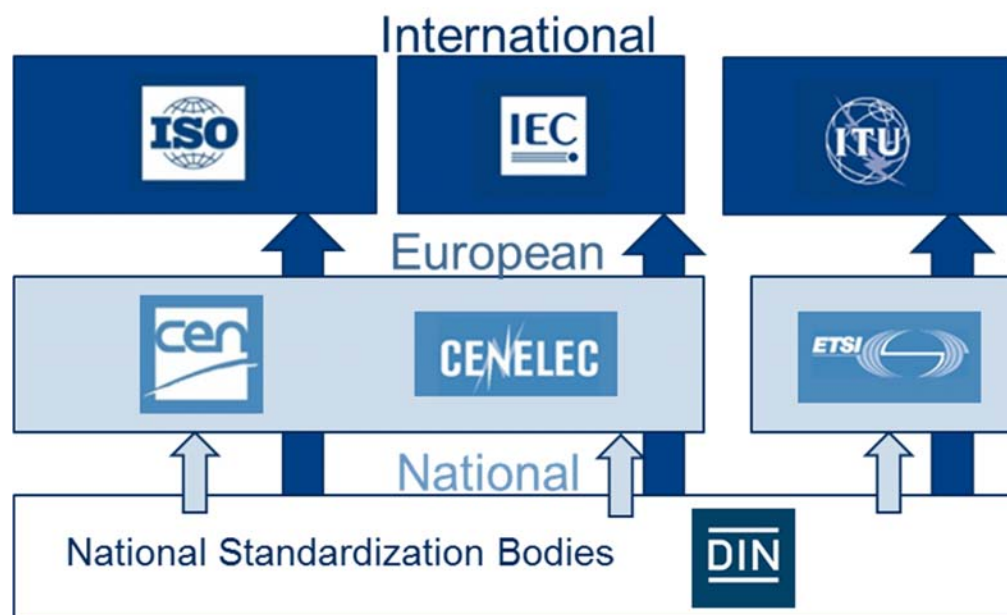 International
ISO
IEC
ITU
European
cen
CENELEC
ETSI
National
National Standardization Bodies
DIN